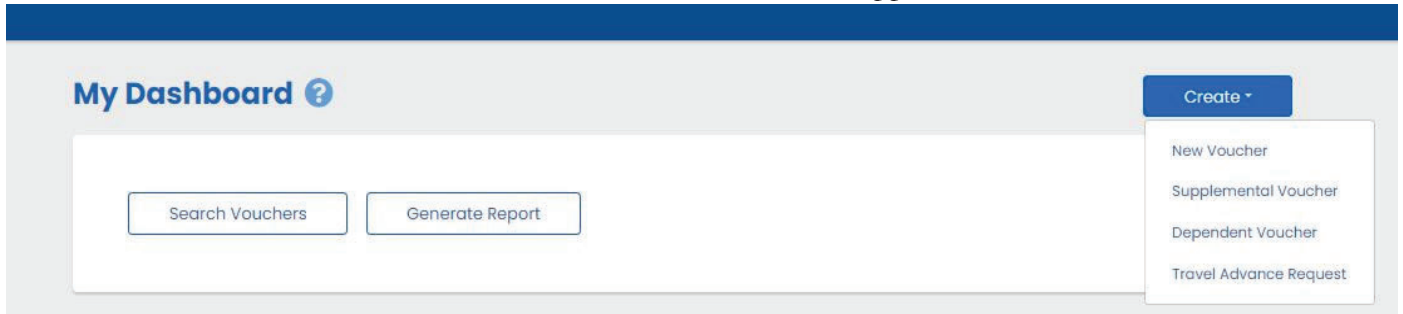 My Dashboard ?
Create
New Voucher
Supplemental Voucher
Dependent Voucher
Travel Advance Request
Search Vouchers
Generate Report